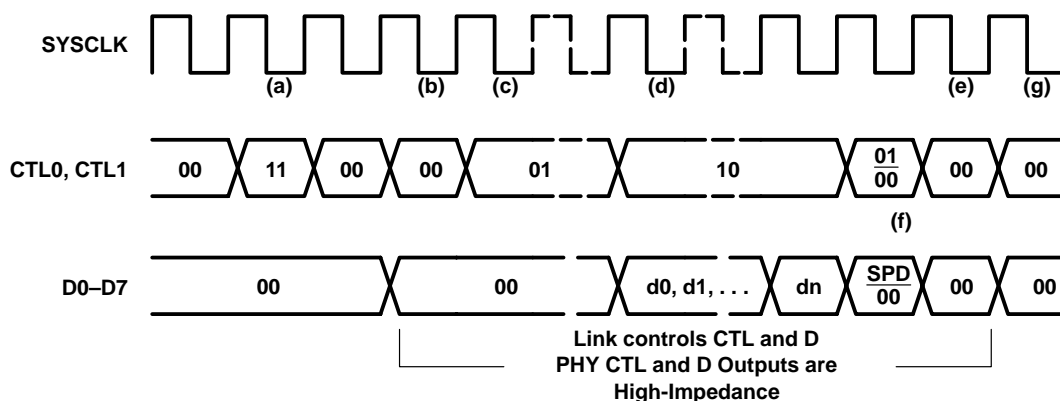 SYSCLK
(a) (b) (c) (d) (e) (g)
CTL0, CTL1 00 11 00 00 01 10 01 00 00 00
(f)
D0–D7 00 00 d0, d1, . . . dn SPD 00 00 00
Link controls CTL and D
PHY CTL and D Outputs are
High-Impedance